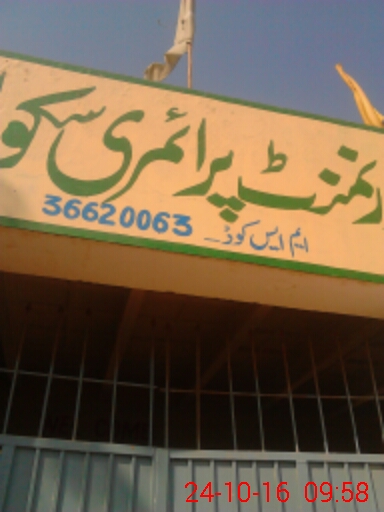 رنمنٹ پرائمری سکو
ایم ایس کوڈ 36620063
24-10-16 09:58